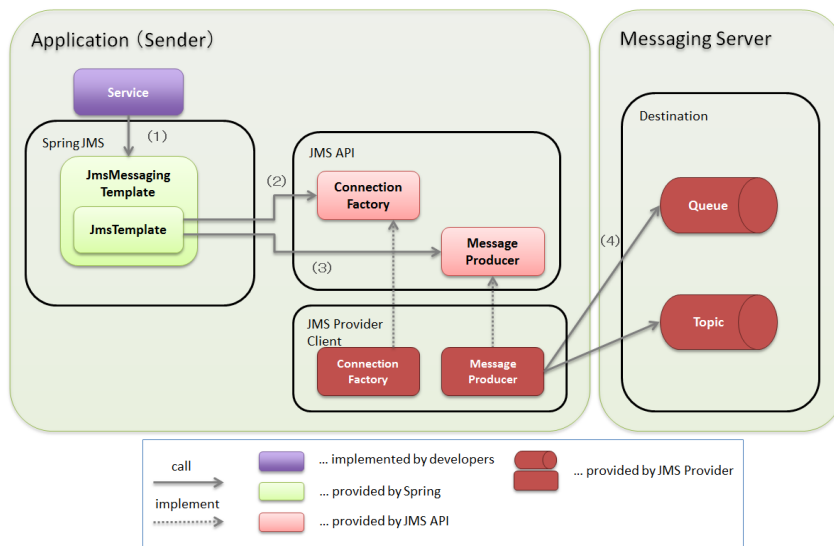 Application（Sender）
Messaging Server
Service
(1)
Spring JMS
JmsMessaging
Template
JmsTemplate
(2)
(3)
JMS API
Connection
Factory
Message
Producer
JMS Provider
Client
Connection
Factory
Message
Producer
(4)
Destination
Queue
Topic
call
implement
... implemented by developers
... provided by Spring
... provided by JMS API
... provided by JMS Provider